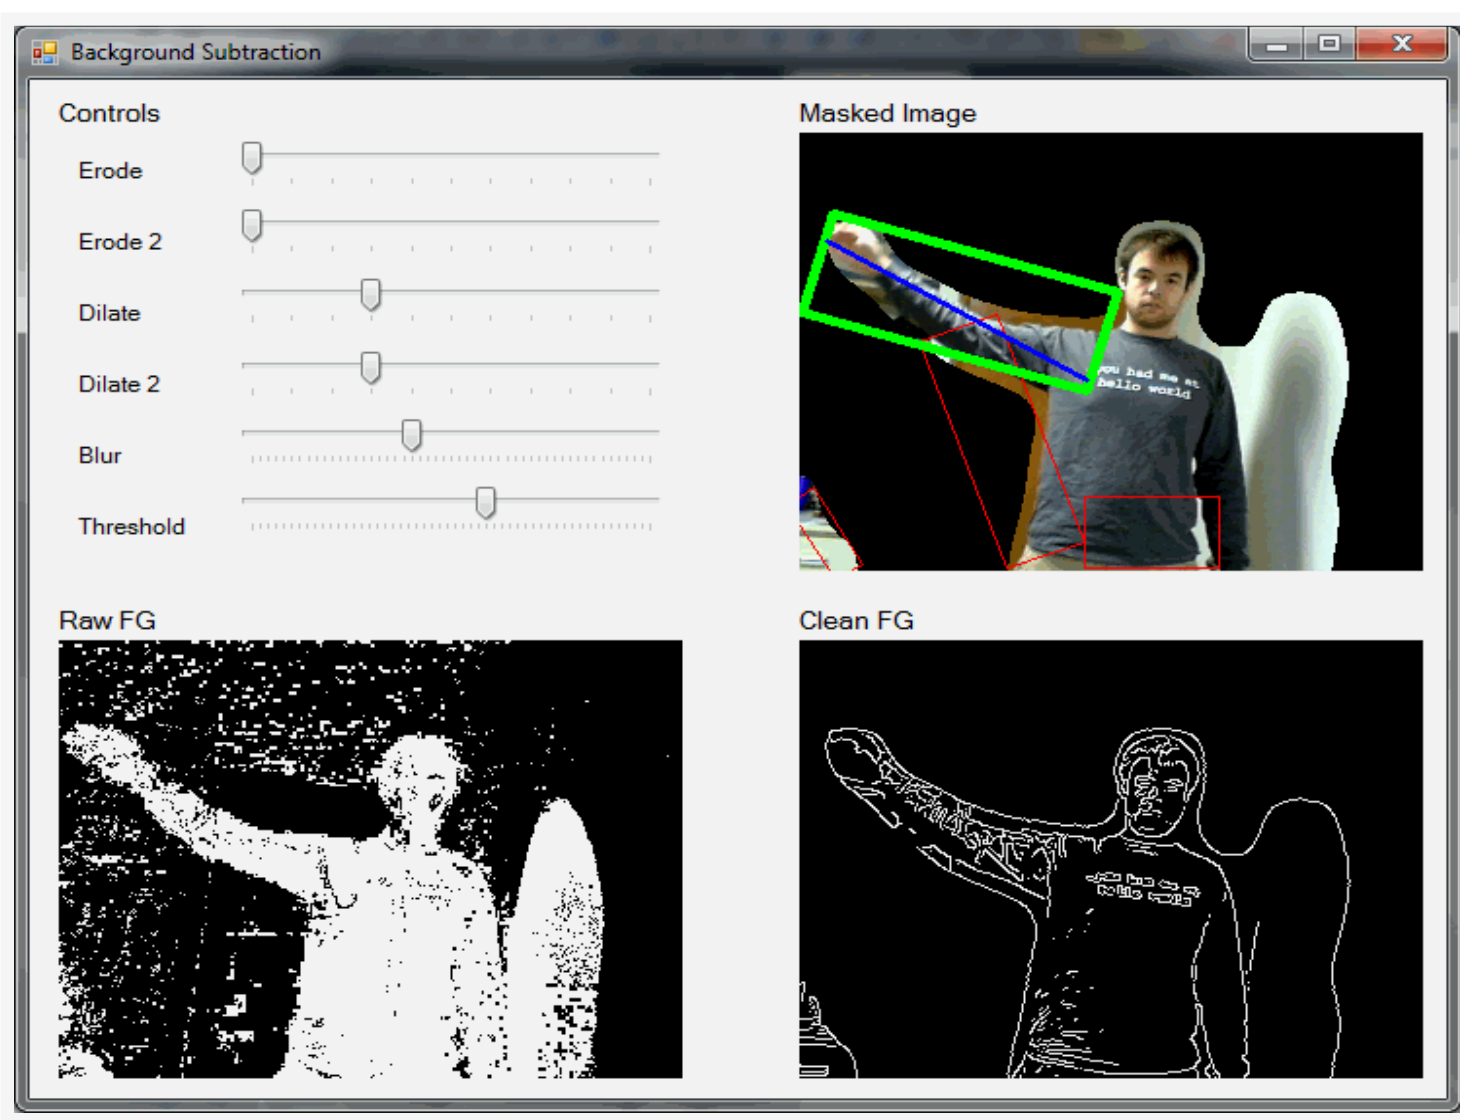 Background Subtraction
Controls
Erode
Erode 2
Dilate
Dilate 2
Blur
Threshold
Masked Image
you had me at
hello world
Raw FG
Clean FG